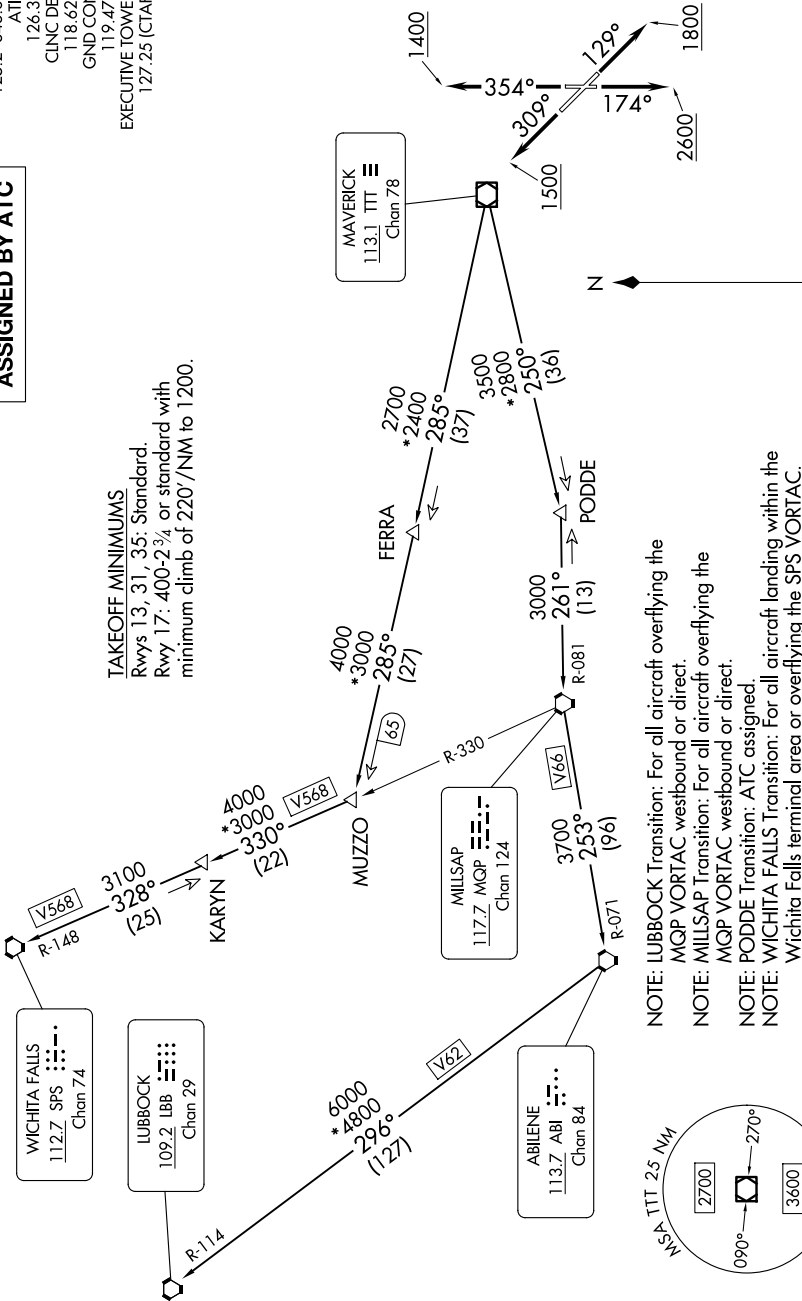 ASSIGNED BY ATC
126.3
CLNC DE
118.62
GND CON
119.47
EXECUTIVE TOWE
127.25 (CTAF
TAKEOFF MINIMUMS
Rwys 13, 31, 35: Standard.
Rwy 17: 400-2¾ or standard with
minimum climb of 220'/NM to 1200.
1400
354°
129°
1800
309°
174°
1500
2600
MAVERICK
113.1 TTT
Chan 78
N
2700
*2400
285°
(37)
3500
*2800
250°
(36)
FERRA
PODDE
4000
*3000
285°
(27)
65
3000
261°
(13)
R-081
R-330
MUZZO
V568
4000
*3000
330°
(22)
KARYN
3100
328°
(25)
V568
R-148
WICHITA FALLS
112.7 SPS
Chan 74
LUBBOCK
109.2 LBB
Chan 29
MILLSAP
117.7 MQP
Chan 124
V66
3700
253°
(96)
R-071
ABILENE
113.7 ABI
Chan 84
V62
6000
*4800
296°
(127)
R-114
NOTE: LUBBOCK Transition: For all aircraft overflying the
MQP VORTAC westbound or direct.
NOTE: MILLSAP Transition: For all aircraft overflying the
MQP VORTAC westbound or direct.
NOTE: PODDE Transition: ATC assigned.
NOTE: WICHITA FALLS Transition: For all aircraft landing within the
Wichita Falls terminal area or overflying the SPS VORTAC.
MSA TTT 25 NM
2700
090°
270°
3600